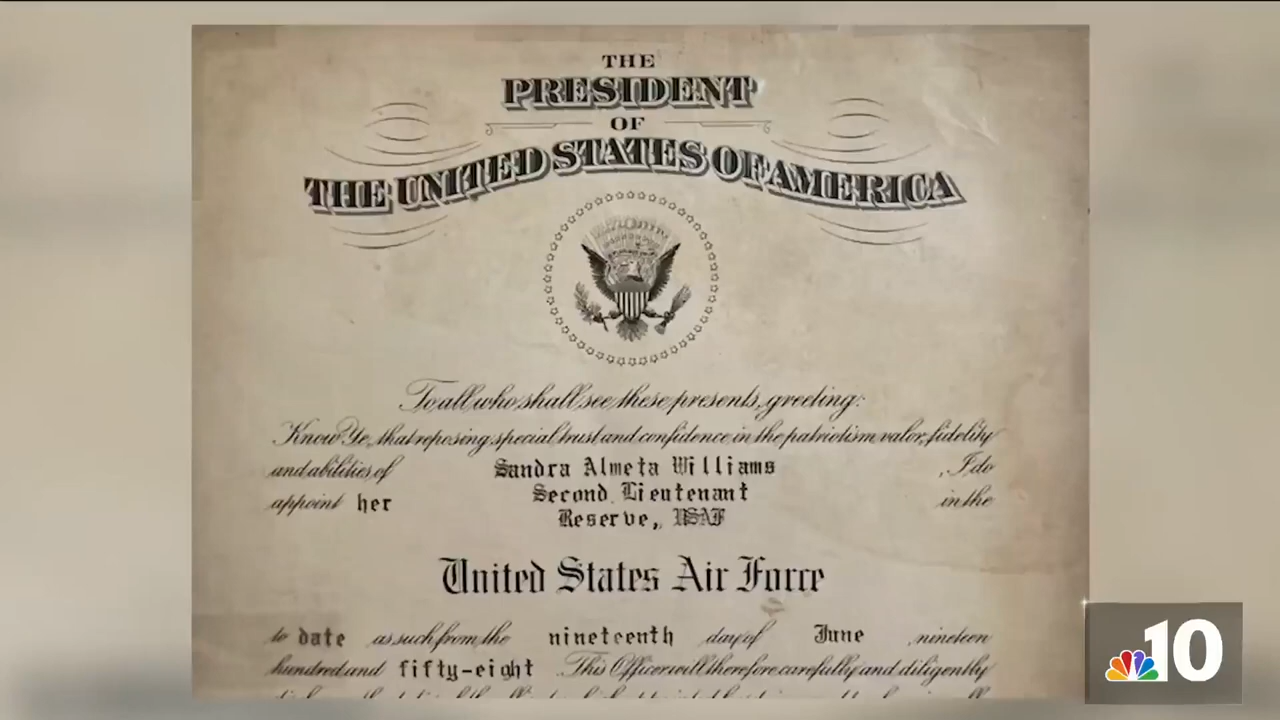 THE
PRESIDENT
OF
THE UNITED STATES OF AMERICA
To all who shall see these presents, greeting:
Know Ye, that reposing special trust and confidence in the patriotism, valor, fidelity
and abilities of Sandra Almeta Williams , I do
appoint her Second Lieutenant in the
Reserve, USAF
United States Air Force
to date as such from the nineteenth day of June nineteen
hundred and fifty-eight . This Officer will therefore carefully and diligently
10